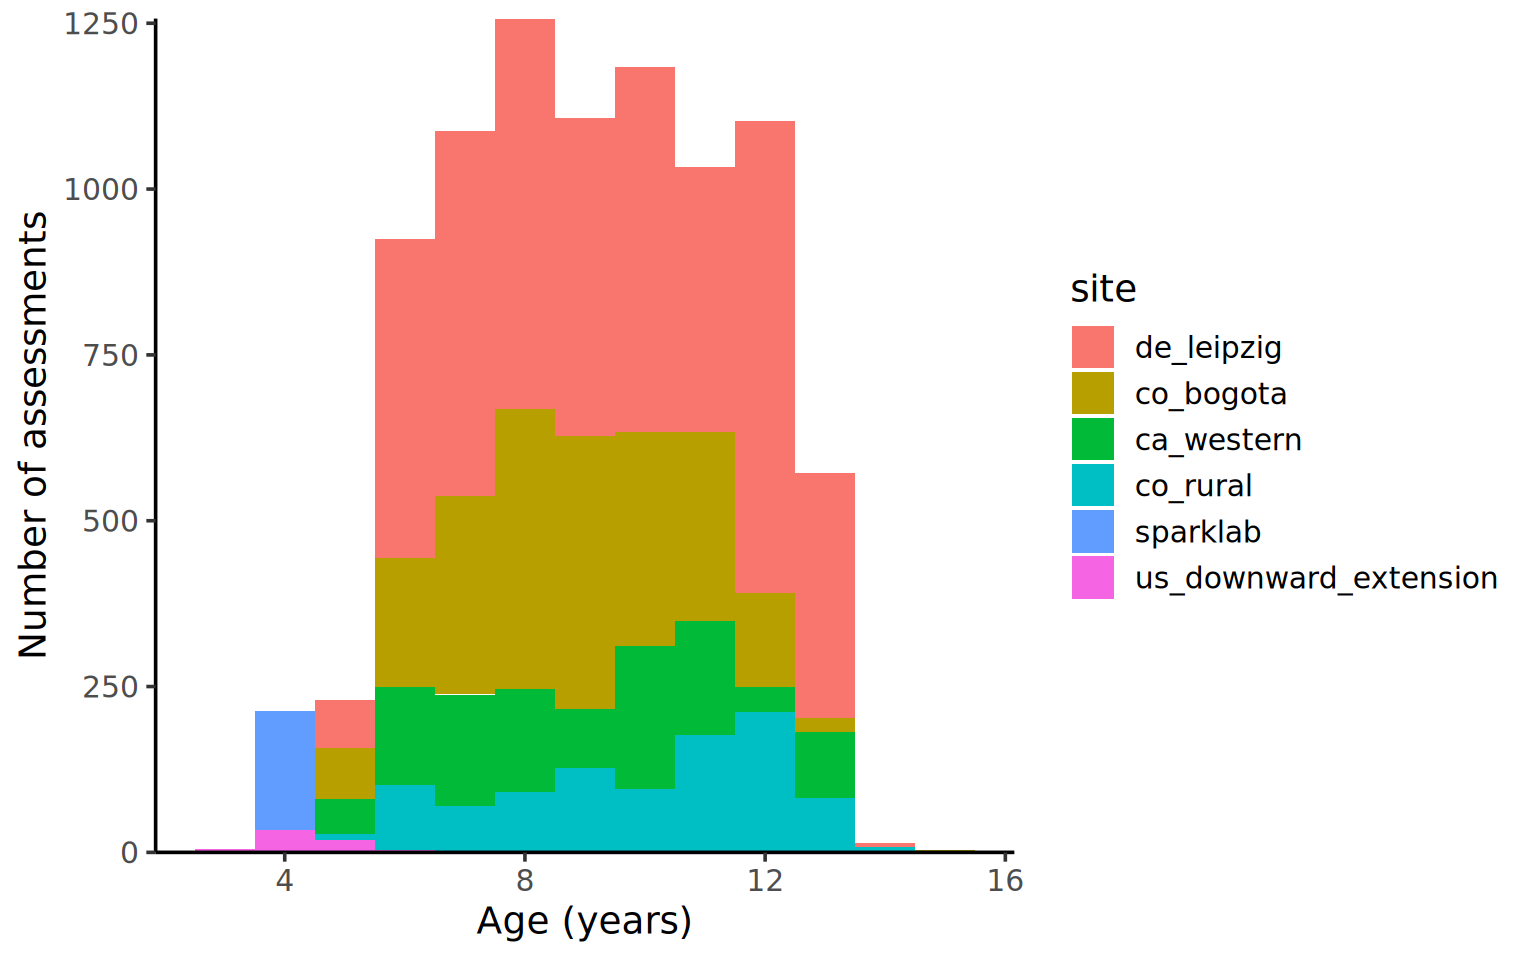 1250
1000
750
500
250
0
Number of assessments
4 8 12 16
Age (years)
site
de_leipzig
co_bogota
ca_western
co_rural
sparklab
us_downward_extension